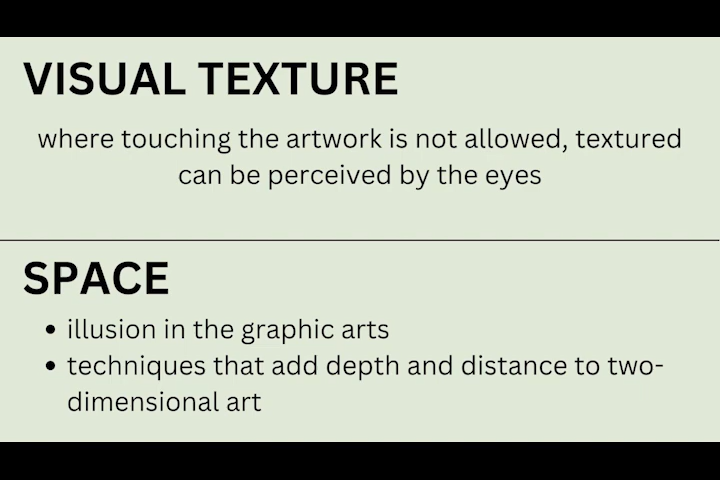 VISUAL TEXTURE
where touching the artwork is not allowed, textured
can be perceived by the eyes
SPACE
• illusion in the graphic arts
• techniques that add depth and distance to two-
dimensional art